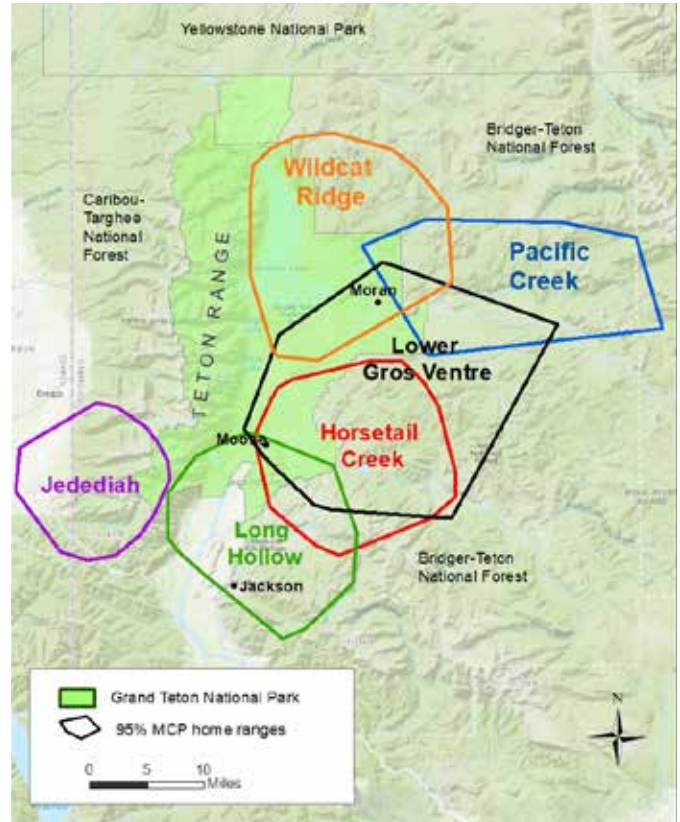 Yellowstone National Park
Bridger-Teton
National Forest
Wildcat
Ridge
Caribou-
Targhee
National
Forest
Pacific
Creek
TETON RANGE
Moran
Lower
Gros Ventre
Moose
Horsetail
Creek
Jedediah
Long
Hollow
Jackson
Bridger-Teton
National Forest
Grand Teton National Park
95% MCP home ranges
N
0 5 10
Miles